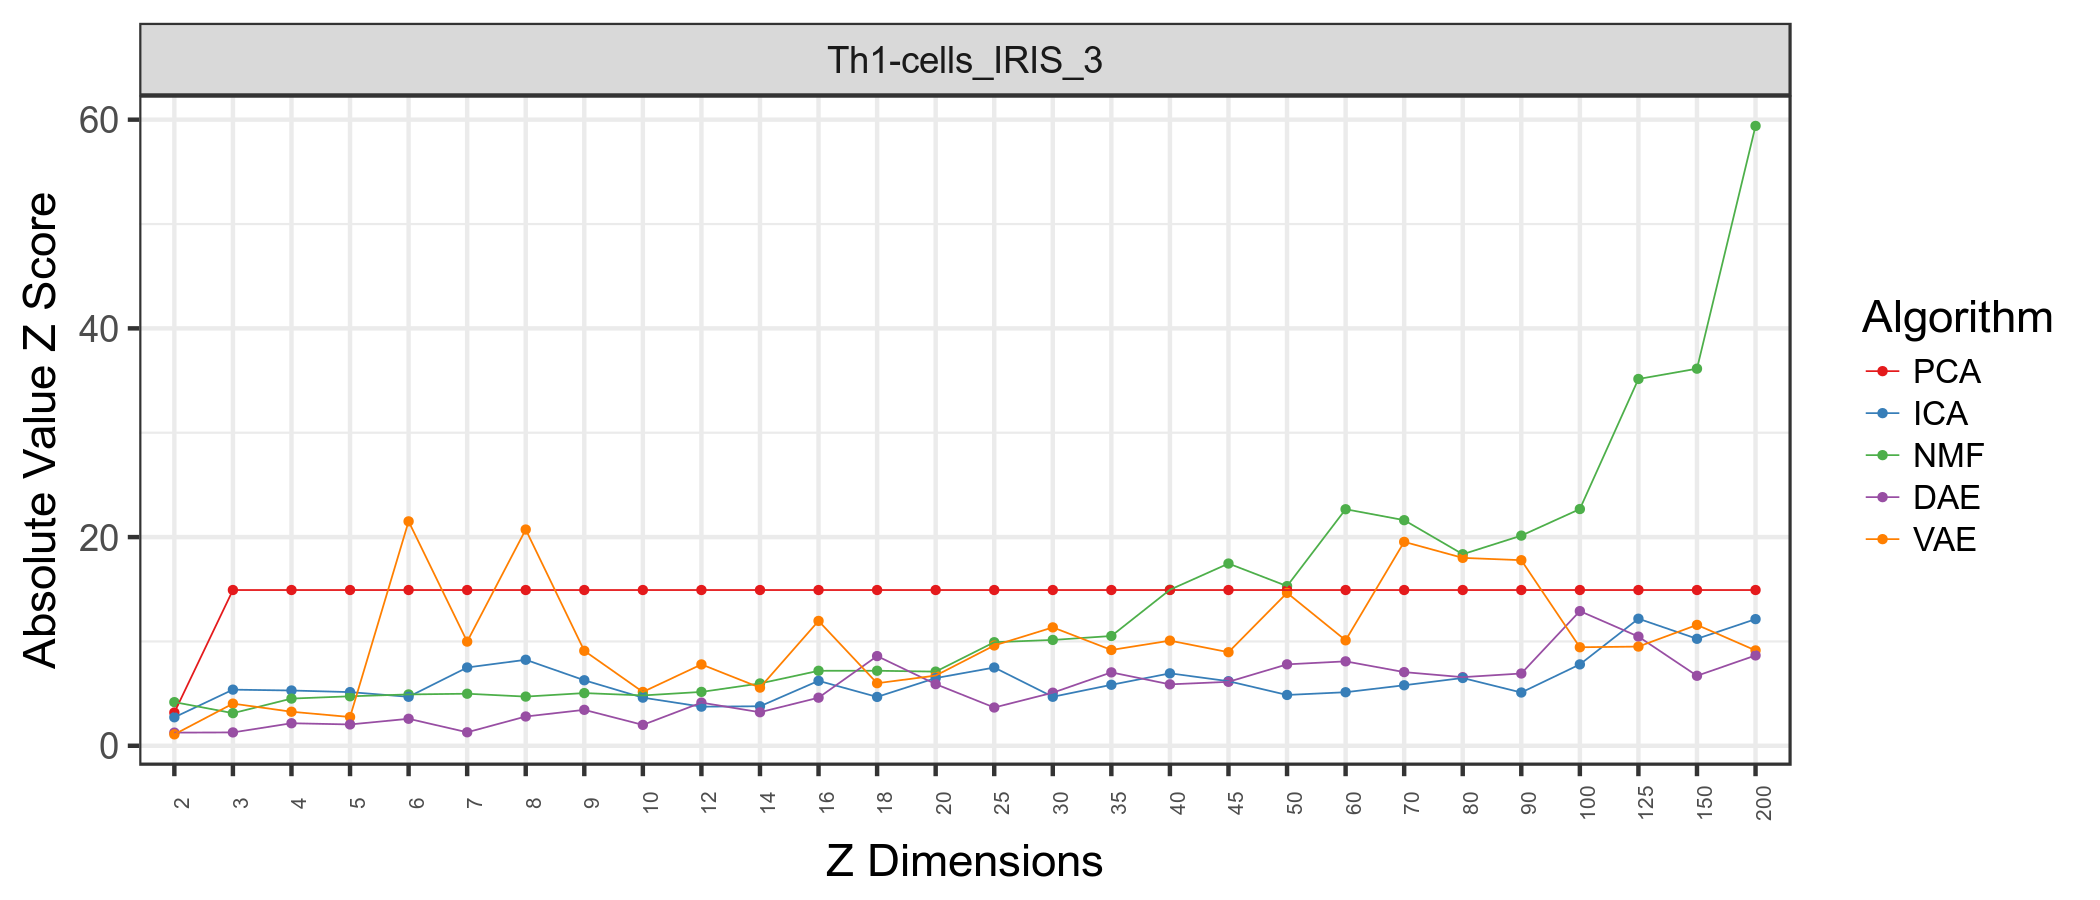 Th1-cells_IRIS_3
Absolute Value Z Score
60
40
20
0
2 3 4 5 6 7 8 9 10 12 14 16 18 20 25 30 35 40 45 50 60 70 80 90 100 125 150 200
Z Dimensions
Algorithm
PCA
ICA
NMF
DAE
VAE